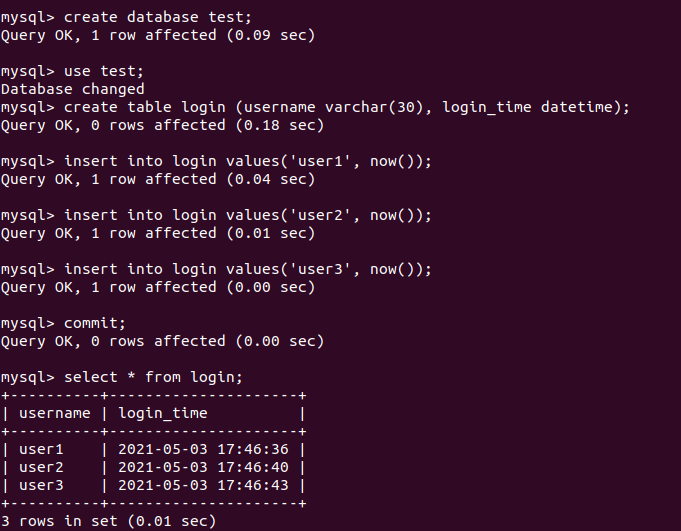 mysql> create database test;
Query OK, 1 row affected (0.09 sec)
mysql> use test;
Database changed
mysql> create table login (username varchar(30), login_time datetime);
Query OK, 0 rows affected (0.18 sec)
mysql> insert into login values('user1', now());
Query OK, 1 row affected (0.04 sec)
mysql> insert into login values('user2', now());
Query OK, 1 row affected (0.01 sec)
mysql> insert into login values('user3', now());
Query OK, 1 row affected (0.00 sec)
mysql> commit;
Query OK, 0 rows affected (0.00 sec)
mysql> select * from login;
+----------+---------------------+
| username | login_time          |
+----------+---------------------+
| user1    | 2021-05-03 17:46:36 |
| user2    | 2021-05-03 17:46:40 |
| user3    | 2021-05-03 17:46:43 |
+----------+---------------------+
3 rows in set (0.01 sec)